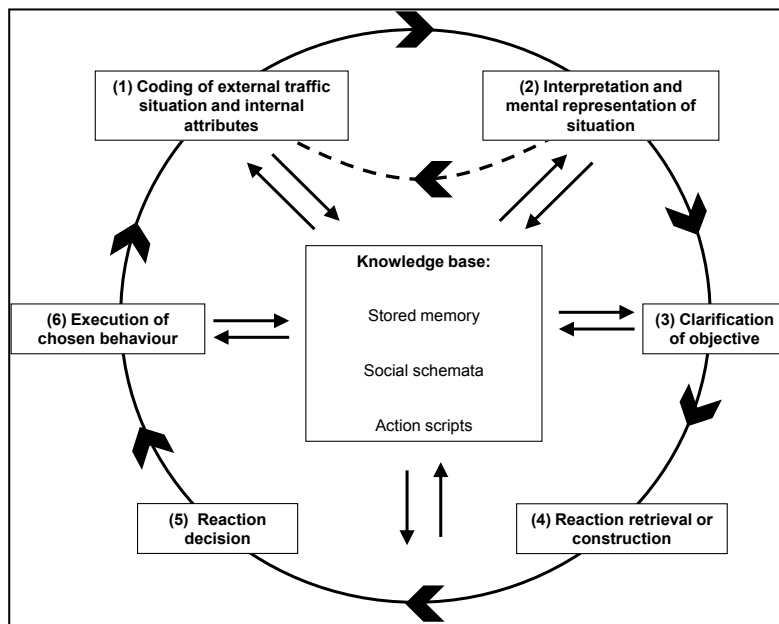 (1) Coding of external traffic
situation and internal
attributes
(2) Interpretation and
mental representation of
situation
Knowledge base:
Stored memory
Social schemata
Action scripts
(3) Clarification
of objective
(4) Reaction retrieval or
construction
(5) Reaction
decision
(6) Execution of
chosen behaviour